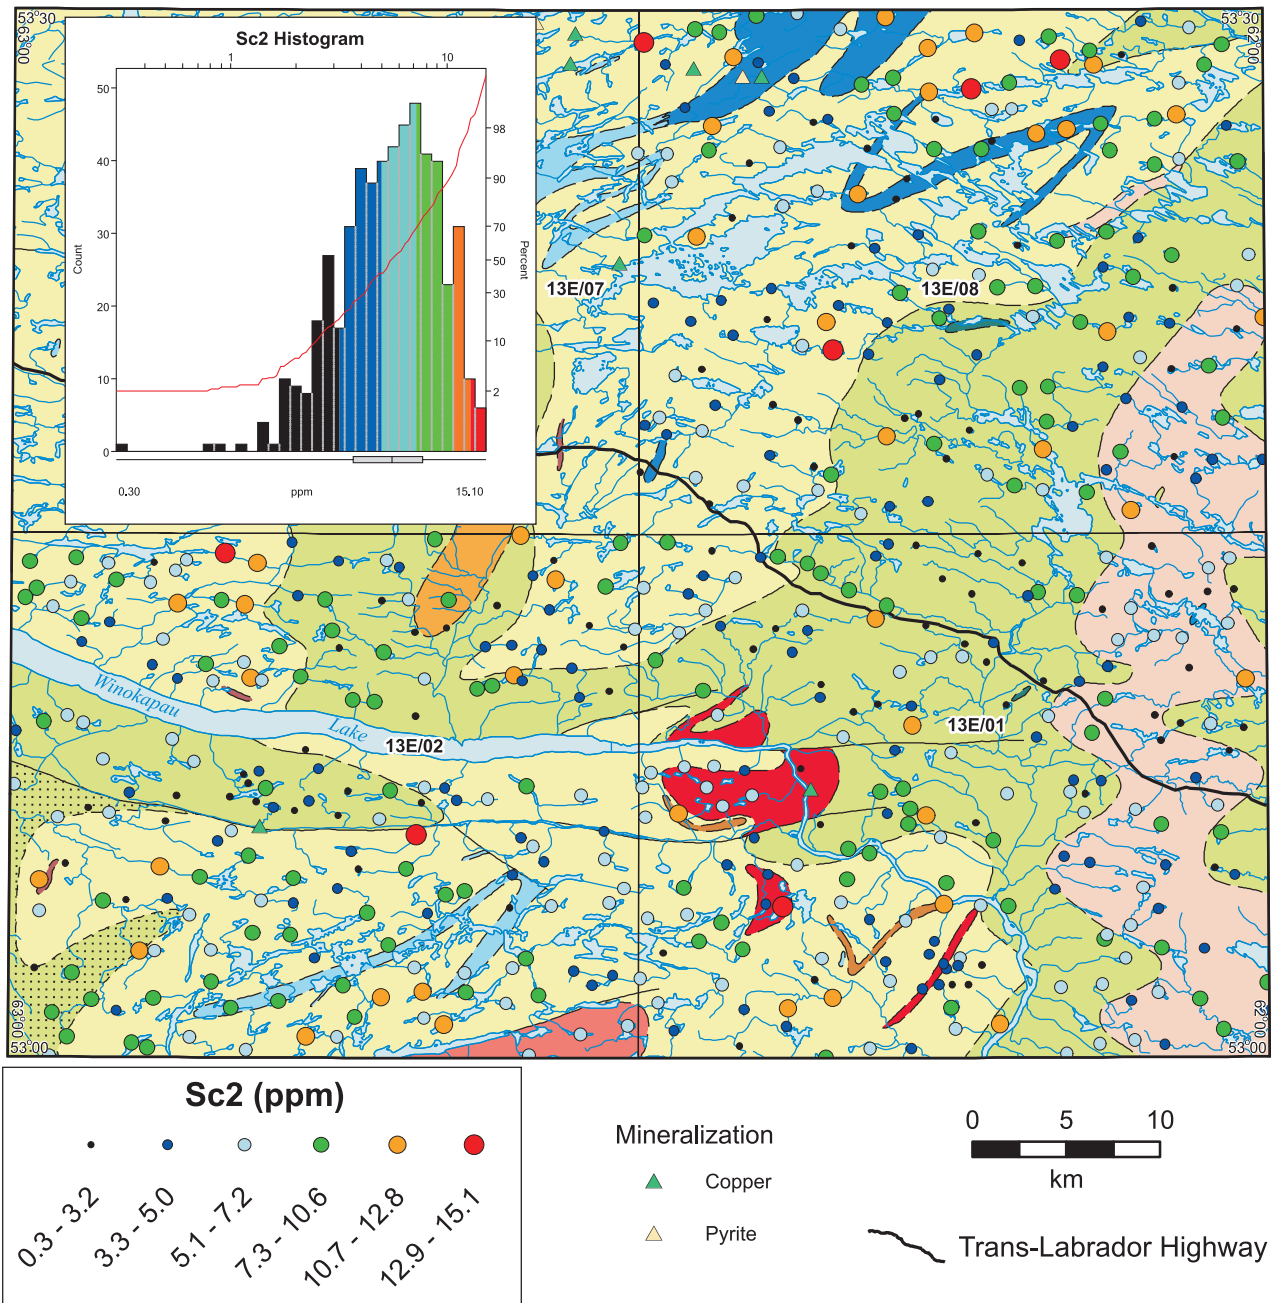 53°30'
63°00'
53°30'
62°00'
Sc2 Histogram
1
10
50
40
30
20
10
0
Count
98
90
70
50
30
10
2
Percent
0.30
ppm
15.10
13E/07
13E/08
Winokapau
Lake
13E/02
13E/01
63°00'
53°00'
62°00'
53°00'
Sc2 (ppm)
0.3 - 3.2
3.3 - 5.0
5.1 - 7.2
7.3 - 10.6
10.7 - 12.8
12.9 - 15.1
Mineralization
Copper
Pyrite
0 5 10
km
Trans-Labrador Highway